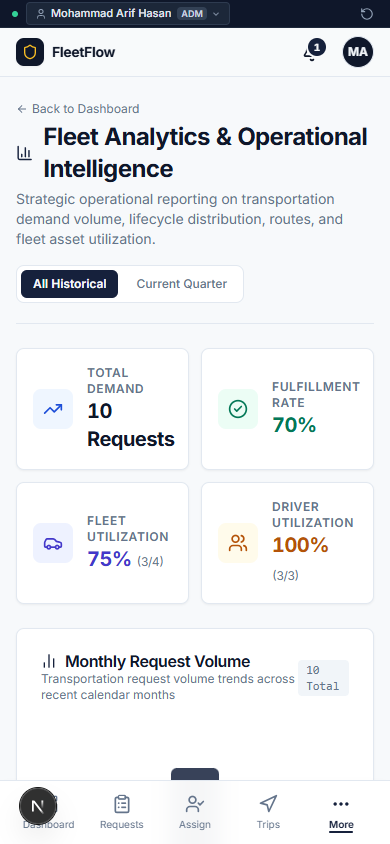 Mohammad Arif Hasan ADM
FleetFlow
1
MA
Back to Dashboard
Fleet Analytics & Operational
Intelligence
Strategic operational reporting on transportation
demand volume, lifecycle distribution, routes, and
fleet asset utilization.
All Historical
Current Quarter
TOTAL
DEMAND
10
Requests
FULFILLMENT
RATE
70%
FLEET
UTILIZATION
75% (3/4)
DRIVER
UTILIZATION
100%
(3/3)
Monthly Request Volume
Transportation request volume trends across
recent calendar months
10
Total
N
Dashboard
Requests
Assign
Trips
More